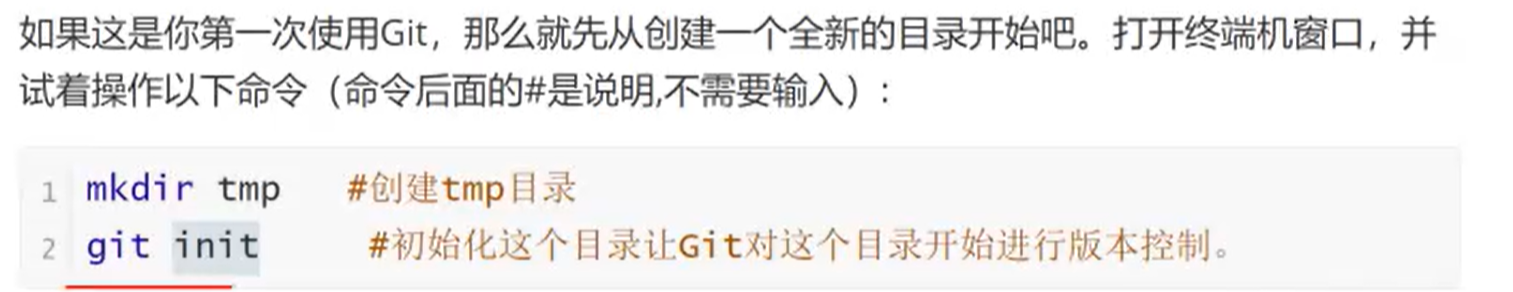 如果这是你第一次使用Git，那么就先从创建一个全新的目录开始吧。打开终端机窗口，并
试着操作以下命令（命令后面的#是说明,不需要输入）:
1 mkdir tmp #创建tmp目录
2 git init #初始化这个目录让Git对这个目录开始进行版本控制。